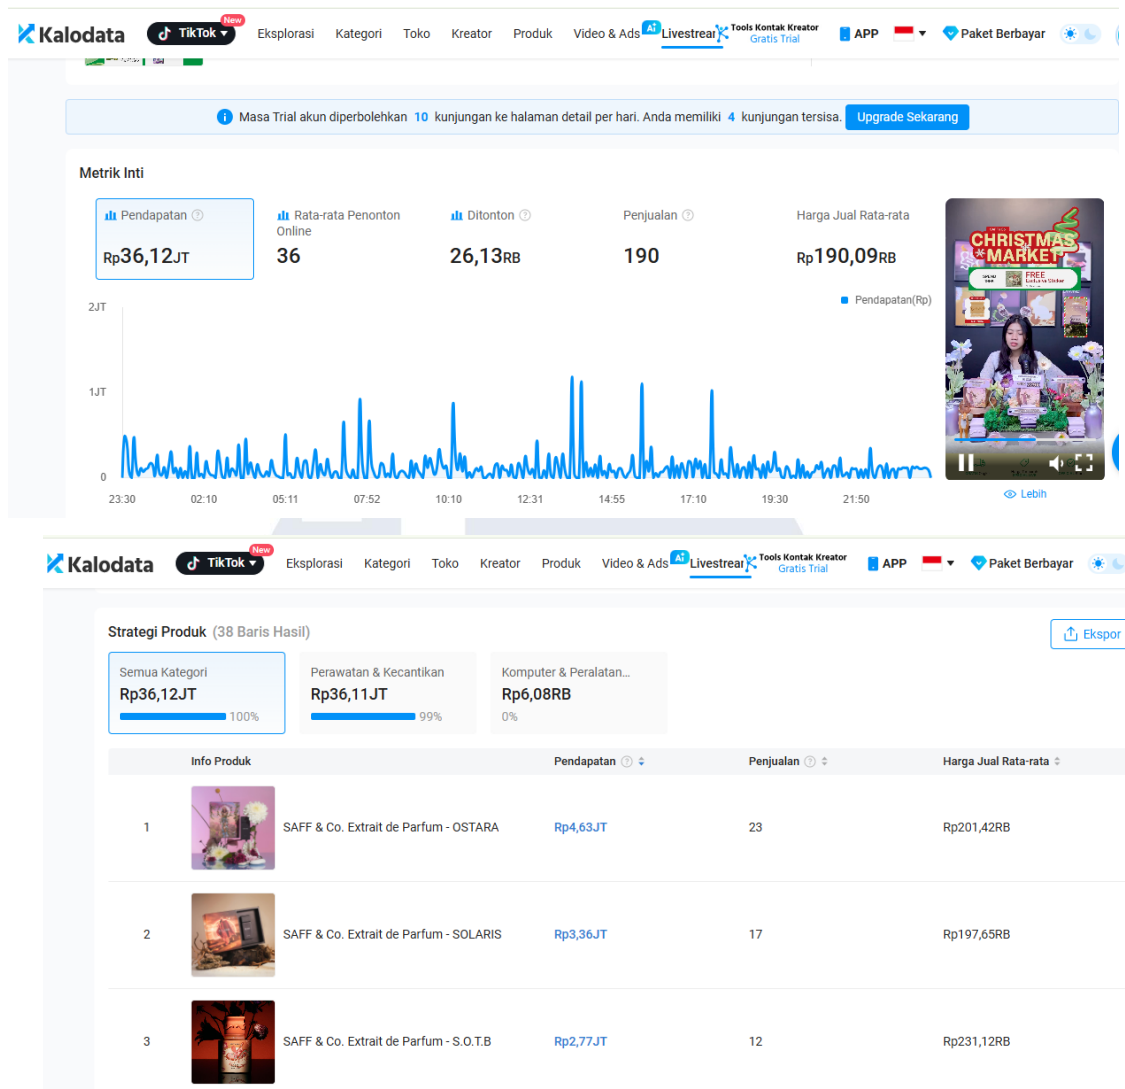 Kalodata
TikTok
New
Eksplorasi
Kategori
Toko
Kreator
Produk
Video & Ads
Ai
Livestream
Tools Kontak Kreator
Gratis Trial
APP
Paket Berbayar
Masa Trial akun diperbolehkan 10 kunjungan ke halaman detail per hari. Anda memiliki 4 kunjungan tersisa.
Upgrade Sekarang
Metrik Inti
Pendapatan
Rp36,12JT
Rata-rata Penonton
Online
36
Ditonton
26,13RB
Penjualan
190
Harga Jual Rata-rata
Rp190,09RB
Pendapatan(Rp)
2JT
1JT
0
23:30 02:10 05:11 07:52 10:10 12:31 14:55 17:10 19:30 21:50
CHRISTMAS
MARKET
FREE
Lebih
Kalodata
TikTok
New
Eksplorasi
Kategori
Toko
Kreator
Produk
Video & Ads
Ai
Livestream
Tools Kontak Kreator
Gratis Trial
APP
Paket Berbayar
Strategi Produk (38 Baris Hasil)
Ekspor
Semua Kategori
Rp36,12JT
100%
Perawatan & Kecantikan
Rp36,11JT
99%
Komputer & Peralatan...
Rp6,08RB
0%
Info Produk Pendapatan Penjualan Harga Jual Rata-rata
1 SAFF & Co. Extrait de Parfum - OSTARA Rp4,63JT 23 Rp201,42RB
2 SAFF & Co. Extrait de Parfum - SOLARIS Rp3,36JT 17 Rp197,65RB
3 SAFF & Co. Extrait de Parfum - S.O.T.B Rp2,77JT 12 Rp231,12RB